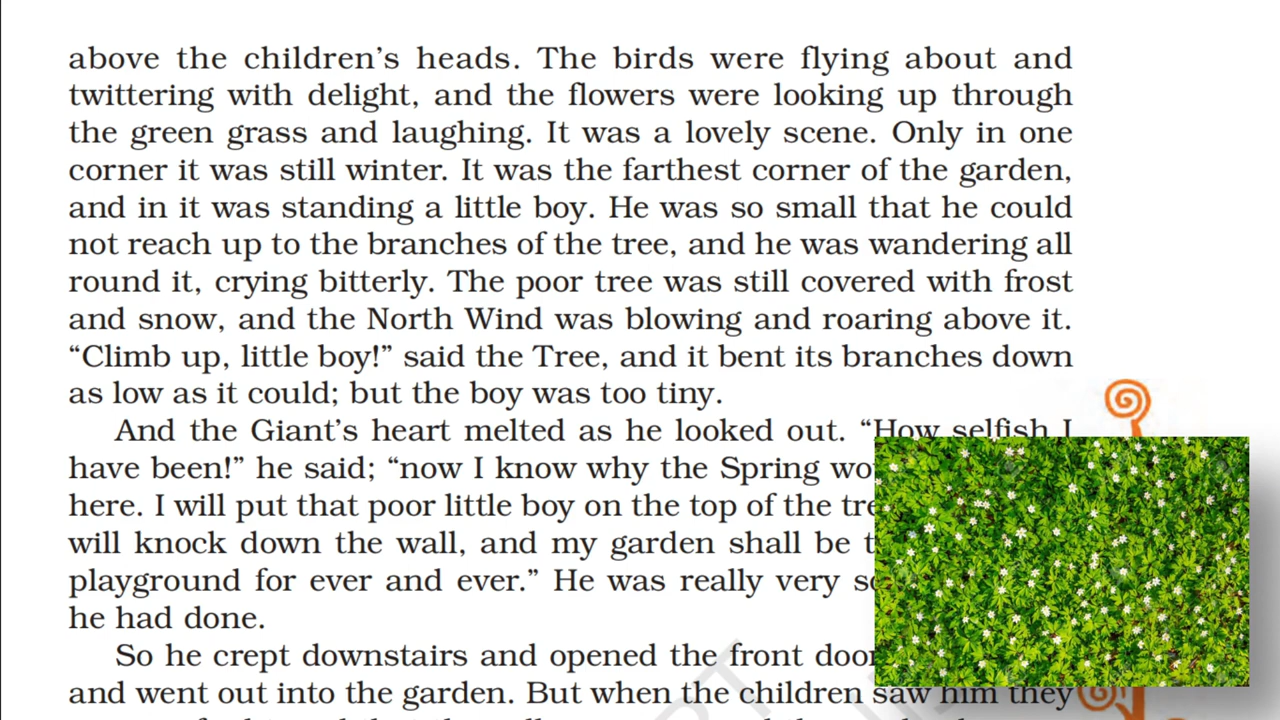 above the children’s heads. The birds were flying about and
twittering with delight, and the flowers were looking up through
the green grass and laughing. It was a lovely scene. Only in one
corner it was still winter. It was the farthest corner of the garden,
and in it was standing a little boy. He was so small that he could
not reach up to the branches of the tree, and he was wandering all
round it, crying bitterly. The poor tree was still covered with frost
and snow, and the North Wind was blowing and roaring above it.
“Climb up, little boy!” said the Tree, and it bent its branches down
as low as it could; but the boy was too tiny.
And the Giant’s heart melted as he looked out. “How selfish I
have been!” he said; “now I know why the Spring
here. I will put that poor little boy on the top of the
will knock down the wall, and my garden shall be
playground for ever and ever.” He was really very
he had done.
So he crept downstairs and opened the front door
and went out into the garden. But when the children saw him they